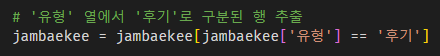 # '유형' 열에서 '후기'로 구분된 행 추출
jambaekee = jambaekee[jambaekee['유형'] == '후기']